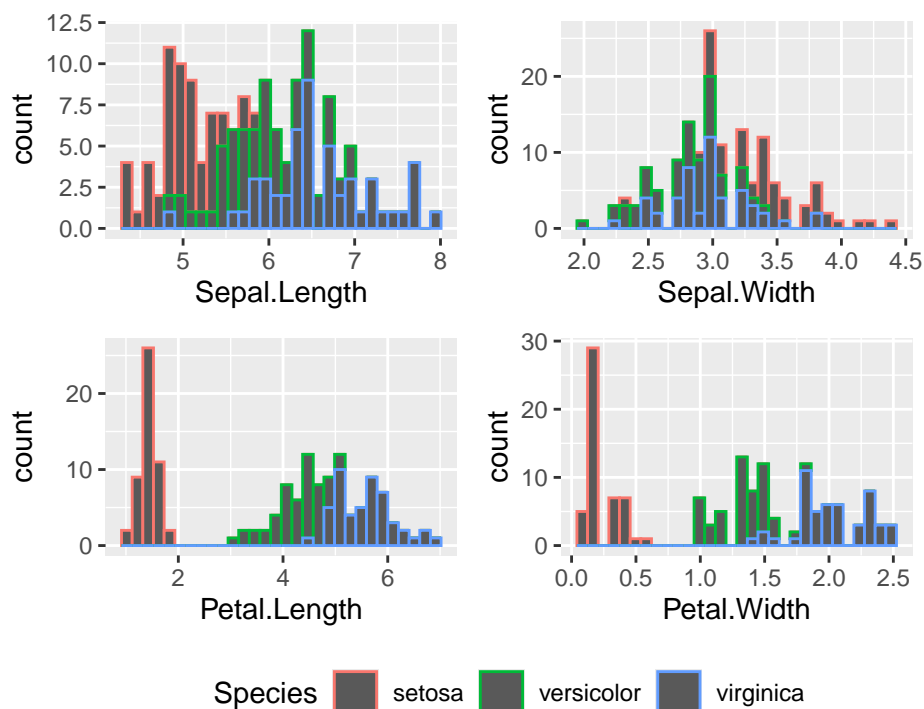 12.5
10.0
7.5
5.0
2.5
0.0
count
5 6 7 8
Sepal.Length
20
10
0
count
2.0 2.5 3.0 3.5 4.0 4.5
Sepal.Width
20
10
0
count
2 4 6
Petal.Length
30
20
10
0
count
0.0 0.5 1.0 1.5 2.0 2.5
Petal.Width
Species setosa versicolor virginica